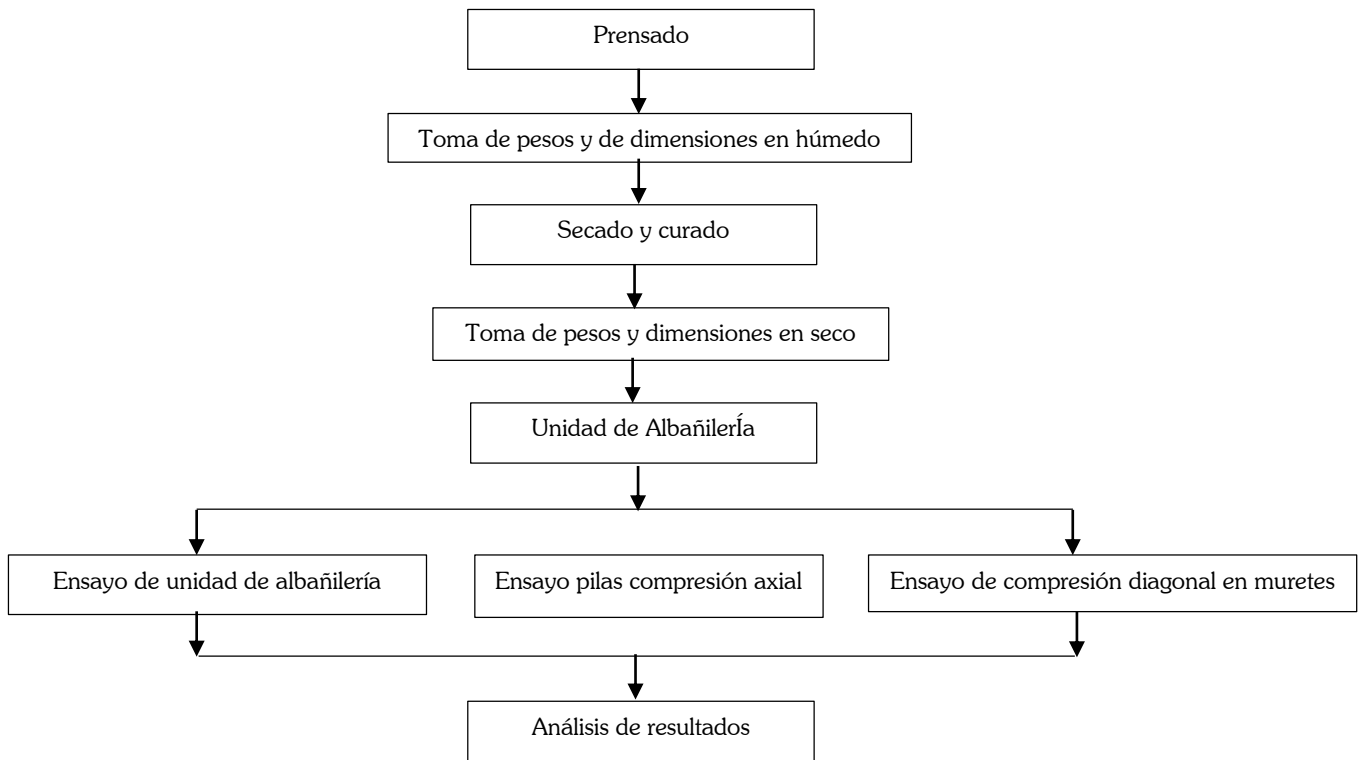 Prensado
Toma de pesos y de dimensiones en húmedo
Secado y curado
Toma de pesos y dimensiones en seco
Unidad de AlbañilerÍa
Ensayo de unidad de albañilería
Ensayo pilas compresión axial
Ensayo de compresión diagonal en muretes
Análisis de resultados